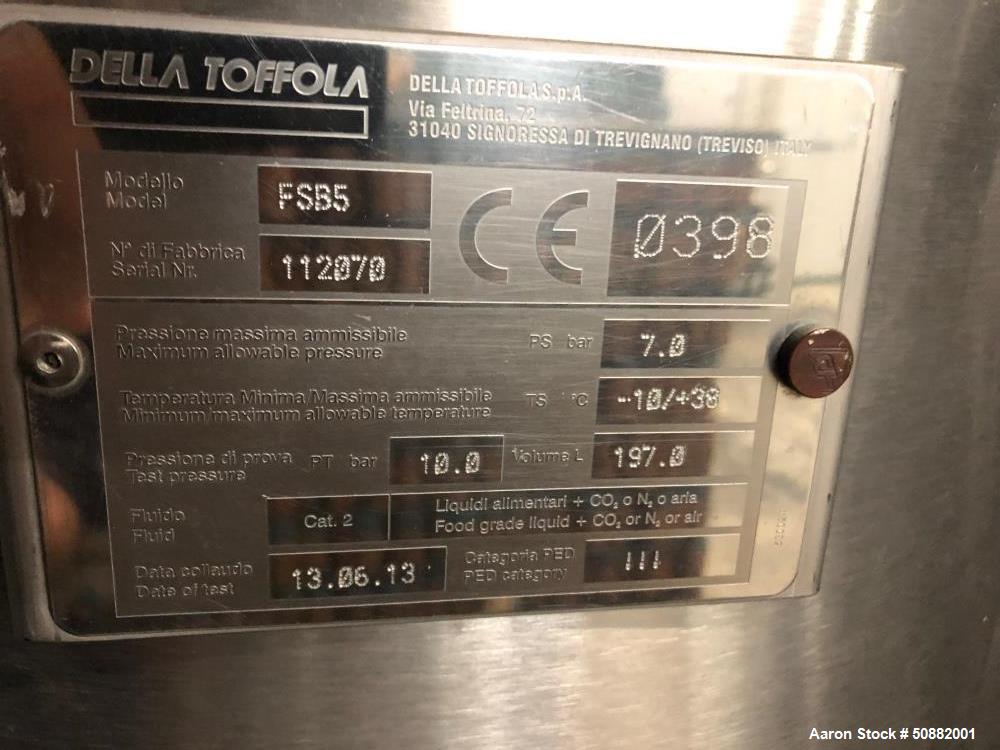 DELLA TOFFOLA
DELLA TOFFOLA S.p.A.
Via Feltrina, 72
31040 SIGNORESSA DI TREVIGNANO (TREVISO) ITALY
Modello
Model
FSB5
CE
0398
N° di Fabbrica
Serial Nr.
112070
Pressione massima ammissibile
Maximum allowable pressure
PS bar
7.0
Temperatura Minima/Massima ammissibile
Minimum/maximum allowable temperature
TS °C
-10/+38
Pressione di prova
Test pressure
PT bar
10.0
Volume L
197.0
Fluido
Fluid
Cat. 2
Liquidi alimentari + CO₂ o N₂ o aria
Food grade liquid + CO₂ or N₂ or air
Data collaudo
Date of test
13.06.13
Categoria PED
PED category
III
Aaron Stock # 50882001